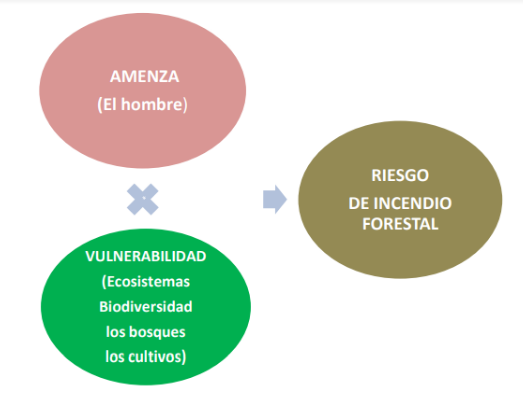 AMENZA
(El hombre)
VULNERABILIDAD
(Ecosistemas
Biodiversidad
los bosques
los cultivos)
RIESGO
DE INCENDIO
FORESTAL